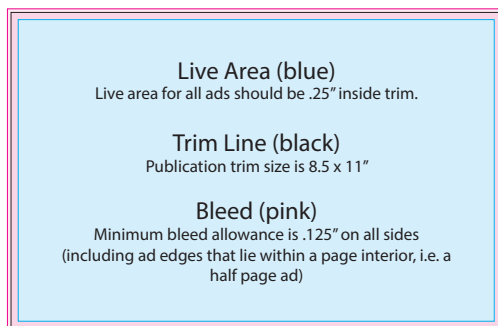 Live Area (blue)
Live area for all ads should be .25” inside trim.
Trim Line (black)
Publication trim size is 8.5 x 11”
Bleed (pink)
Minimum bleed allowance is .125” on all sides
(including ad edges that lie within a page interior, i.e. a
half page ad)